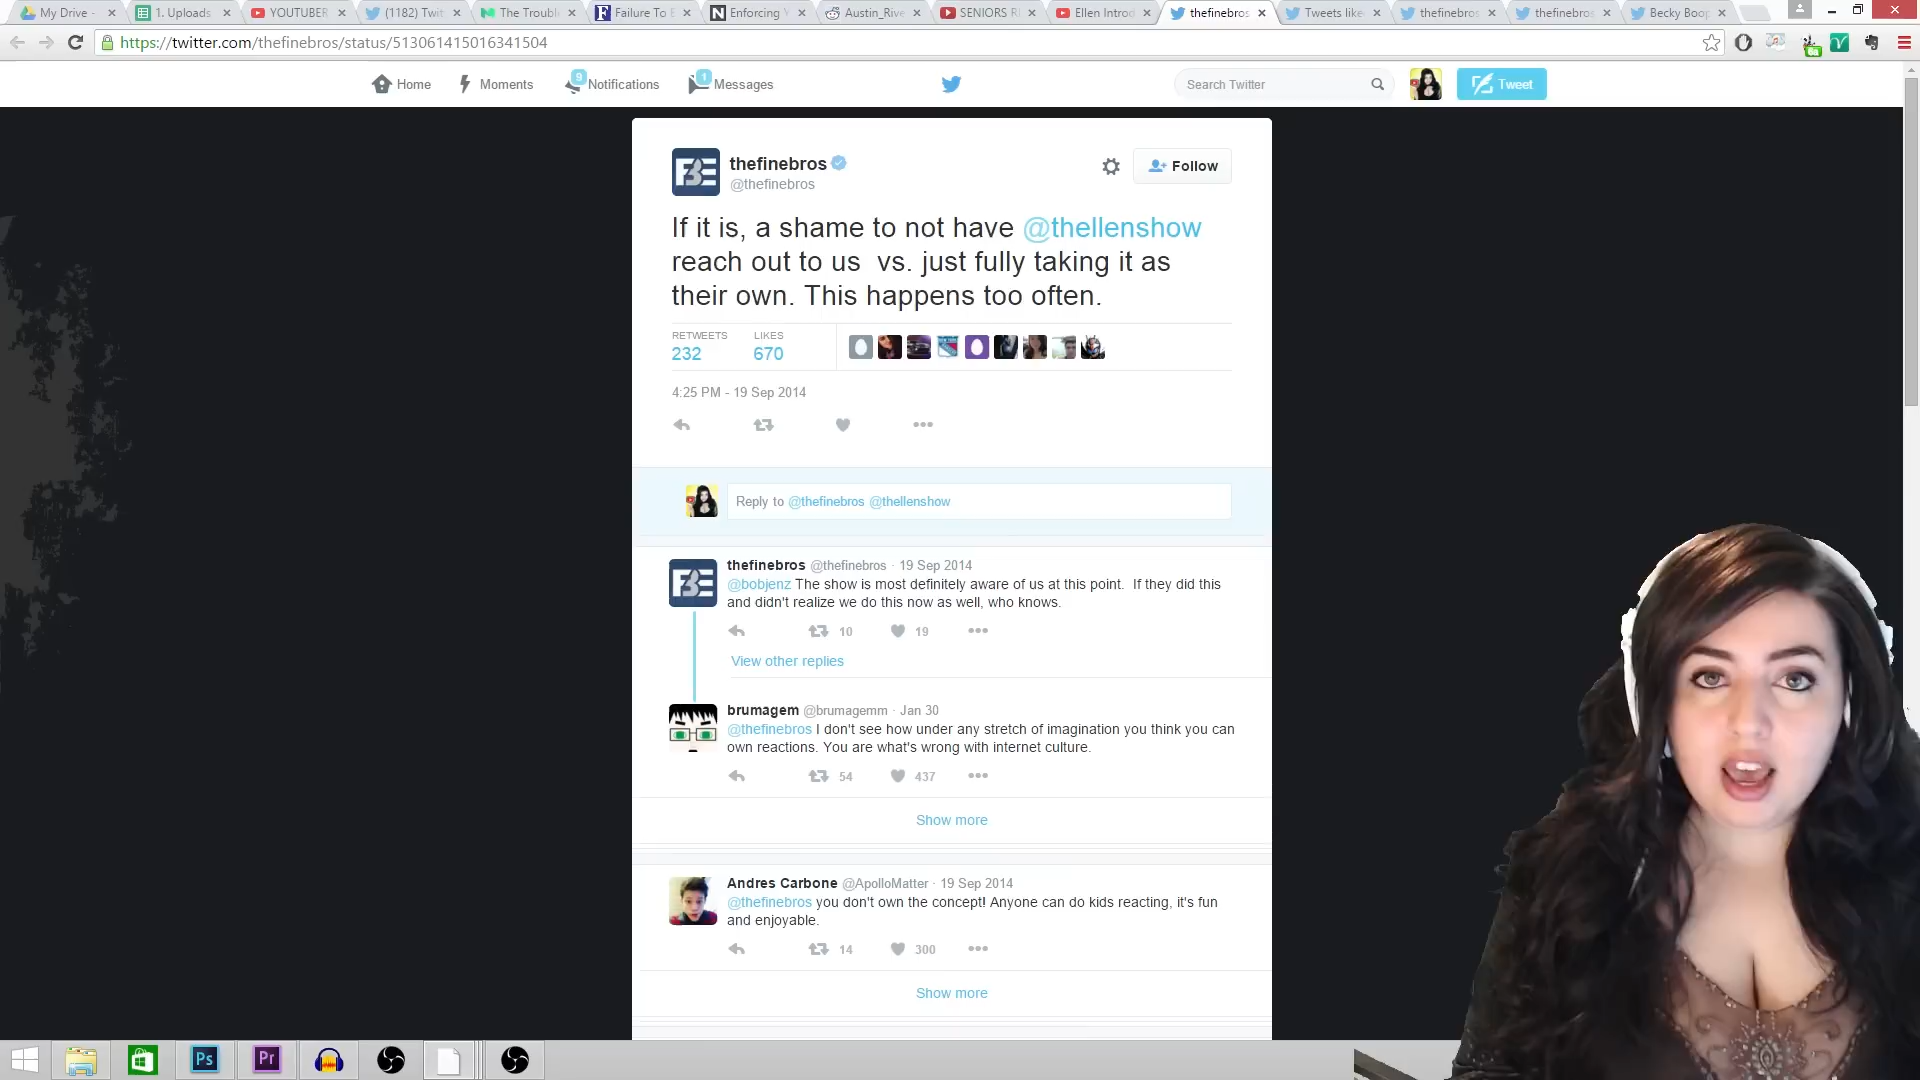 My Drive -
1. Uploads
YOUTUBER
(1182) Twit
The Troubl
Failure To E
Enforcing
Austin_Rive
SENIORS R
Ellen Introd
thefinebros
Tweets like
thefinebros
thefinebros
Becky Boop
https://twitter.com/thefinebros/status/513061415016341504
Home
Moments
9
Notifications
1
Messages
Search Twitter
Tweet
thefinebros
@thefinebros
Follow
If it is, a shame to not have @thellenshow
reach out to us  vs. just fully taking it as
their own. This happens too often.
RETWEETS
LIKES
232
670
4:25 PM - 19 Sep 2014
Reply to @thefinebros @thellenshow
thefinebros @thefinebros · 19 Sep 2014
@bobjenz The show is most definitely aware of us at this point.  If they did this
and didn't realize we do this now as well, who knows.
10
19
View other replies
brumagem @brumagemm · Jan 30
@thefinebros I don't see how under any stretch of imagination you think you can
own reactions. You are what's wrong with internet culture.
54
437
Show more
Andres Carbone @ApolloMatter · 19 Sep 2014
@thefinebros you don't own the concept! Anyone can do kids reacting, it's fun
and enjoyable.
14
300
Show more
Ps
Pr